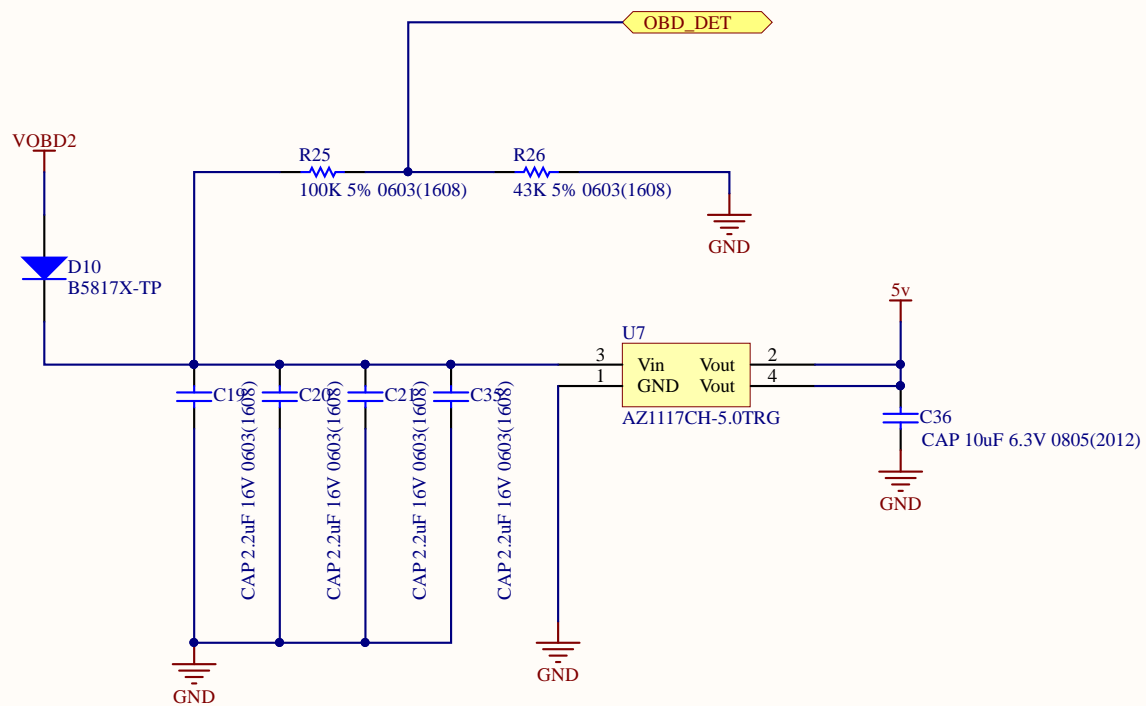 OBD_DET
VOBD2
R25
100K 5% 0603(1608)
R26
43K 5% 0603(1608)
GND
D10
B5817X-TP
5v
U7
3 Vin Vout 2
1 GND Vout 4
AZ1117CH-5.0TRG
C19
CAP 2.2uF 16V 0603(1608)
C20
CAP 2.2uF 16V 0603(1608)
C21
CAP 2.2uF 16V 0603(1608)
C35
CAP 2.2uF 16V 0603(1608)
C36
CAP 10uF 6.3V 0805(2012)
GND
GND
GND